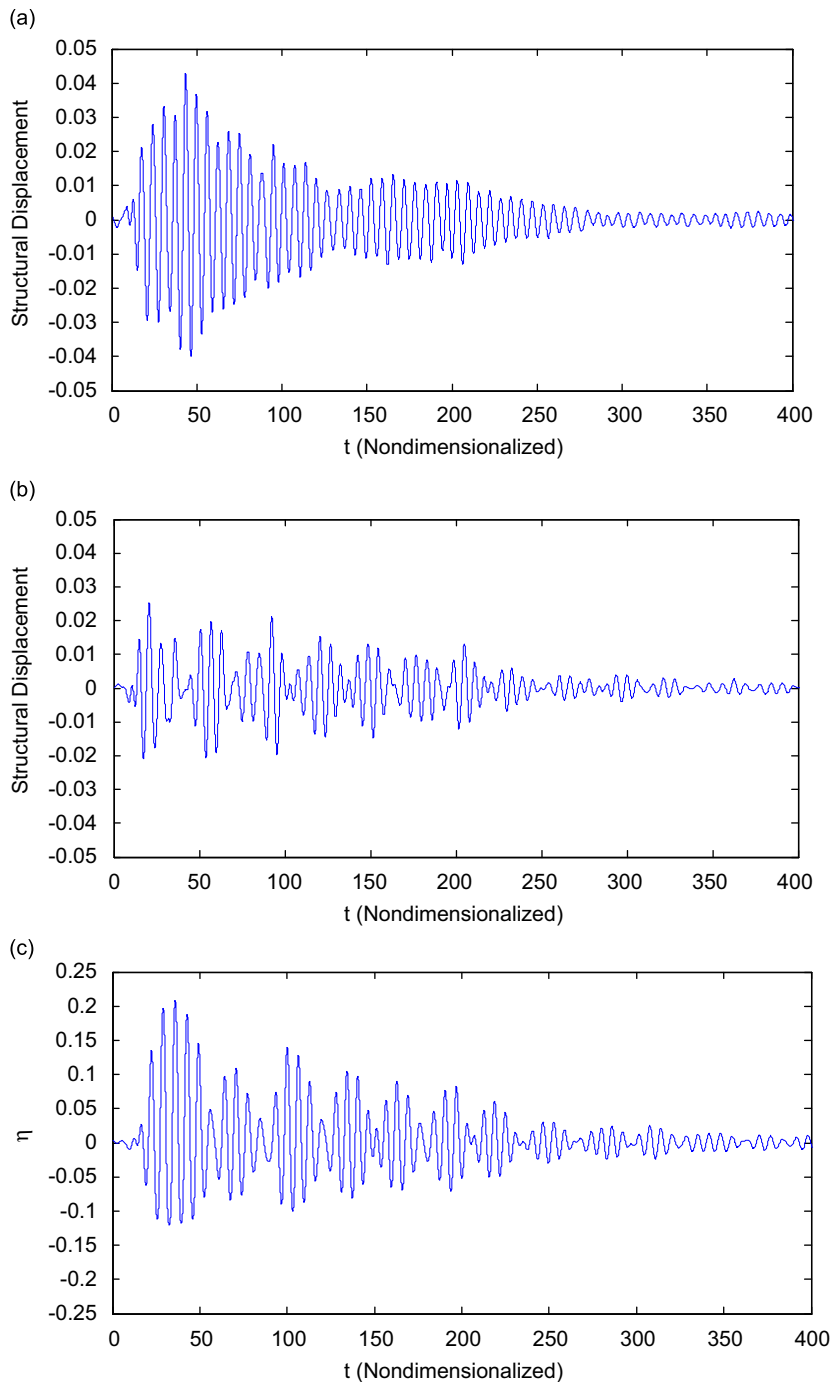 (a)
0.05
0.04
0.03
0.02
0.01
0
-0.01
-0.02
-0.03
-0.04
-0.05
Structural Displacement
0 50 100 150 200 250 300 350 400
t (Nondimensionalized)
(b)
0.05
0.04
0.03
0.02
0.01
0
-0.01
-0.02
-0.03
-0.04
-0.05
Structural Displacement
0 50 100 150 200 250 300 350 400
t (Nondimensionalized)
(c)
0.25
0.2
0.15
0.1
0.05
0
-0.05
-0.1
-0.15
-0.2
-0.25
η
0 50 100 150 200 250 300 350 400
t (Nondimensionalized)